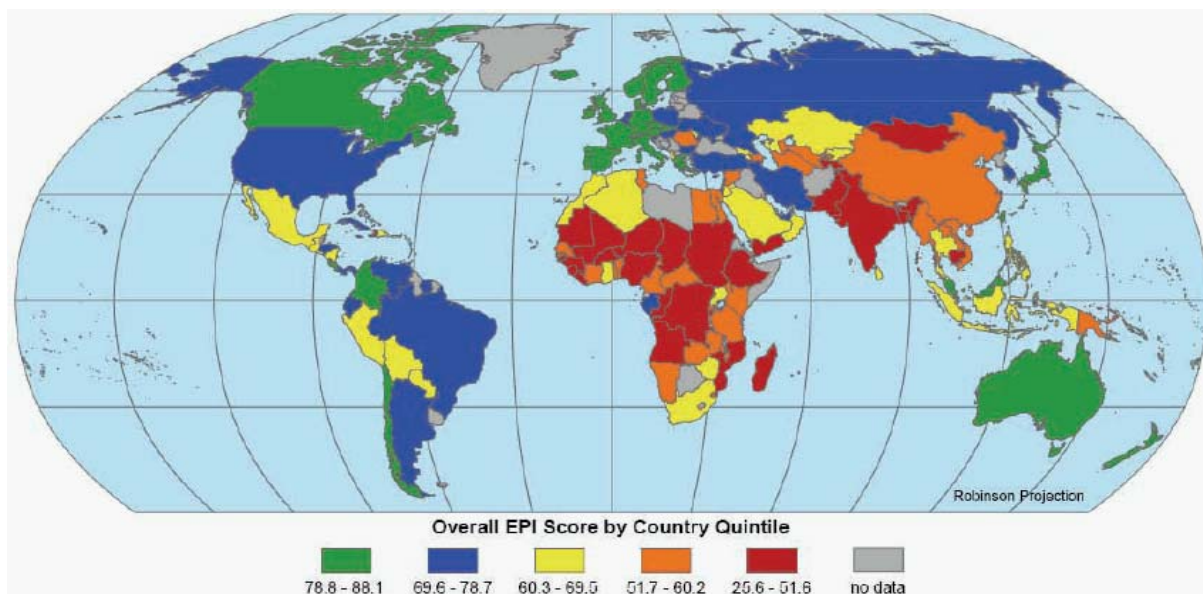 Robinson Projection
Overall EPI Score by Country Quintile
78.8 - 88.1 69.6 - 78.7 60.3 - 69.5 51.7 - 60.2 25.6 - 51.6 no data